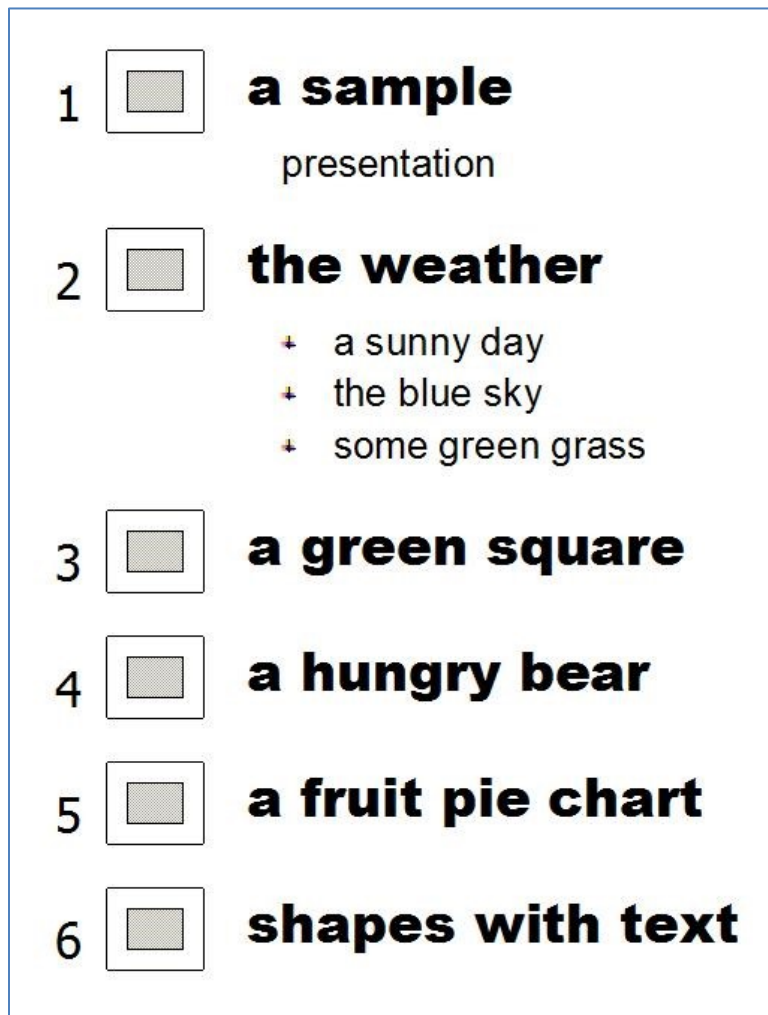 1 a sample
presentation
2 the weather
a sunny day
the blue sky
some green grass
3 a green square
4 a hungry bear
5 a fruit pie chart
6 shapes with text